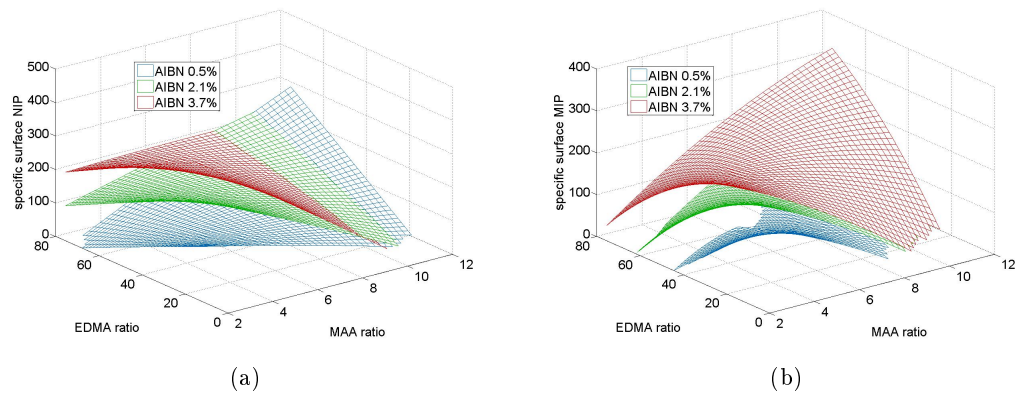 500
400
300
200
100
0
80
60
40
20
0
2
4
6
8
10
12
specific surface NIP
EDMA ratio
MAA ratio
AIBN 0.5%
AIBN 2.1%
AIBN 3.7%
(a)
400
300
200
100
0
80
60
40
20
0
2
4
6
8
10
12
specific surface MIP
EDMA ratio
MAA ratio
AIBN 0.5%
AIBN 2.1%
AIBN 3.7%
(b)